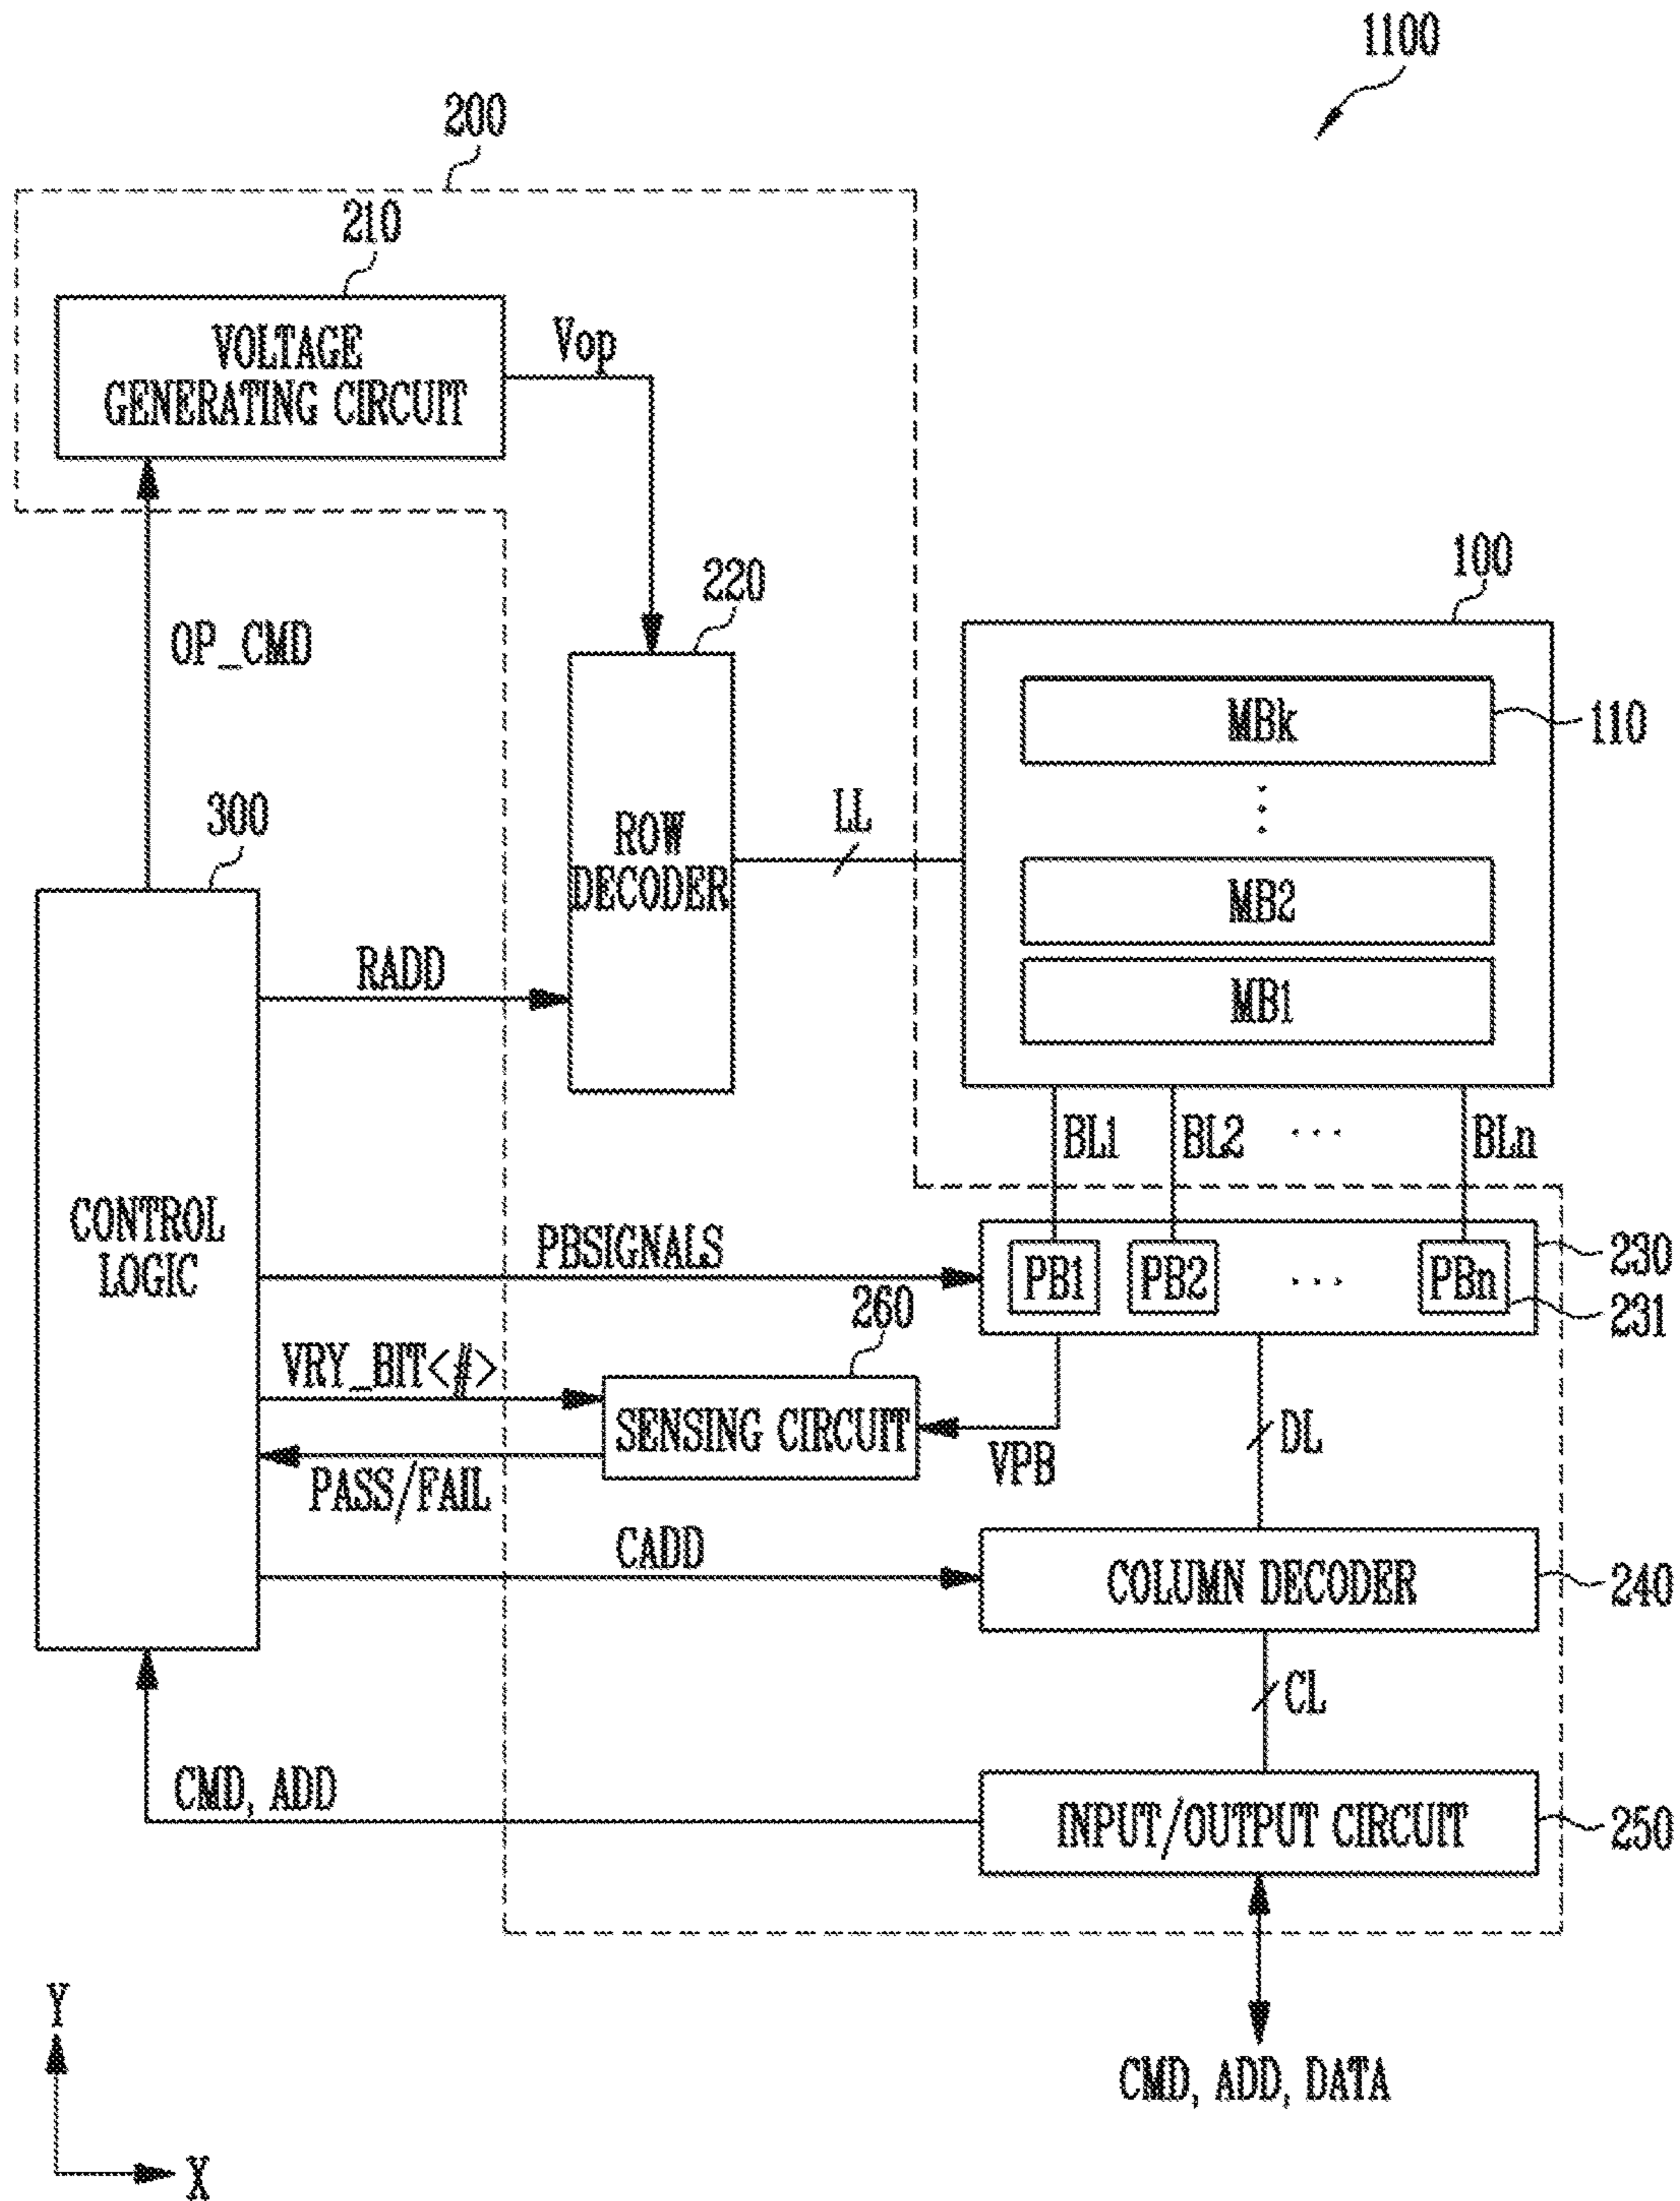 1100
200
210
VOLTAGE
GENERATING CIRCUIT
Vop
OP_CMD
220
100
MBk
110
300
ROW
DECODER
LL
MB2
RADD
MB1
BL1
BL2
...
BLn
CONTROL
LOGIC
PBSIGNALS
PB1
PB2
...
PBn
230
231
260
VRY_BIT<#>
SENSING CIRCUIT
VPB
DL
PASS/FAIL
CADD
COLUMN DECODER
240
CL
CMD, ADD
INPUT/OUTPUT CIRCUIT
250
Y
CMD, ADD, DATA
X